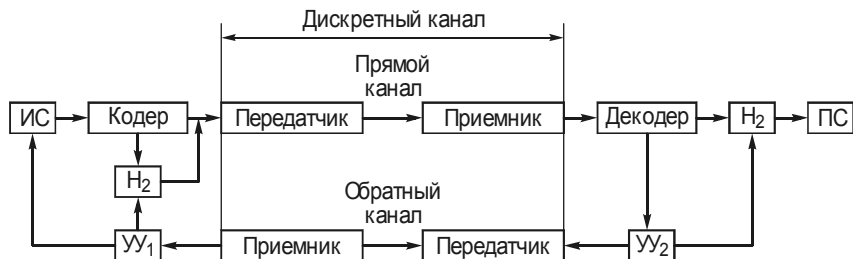 Дискретный канал
Прямой
канал
ИС Кодер Передатчик Приемник Декодер Н₂ ПС
Н₂
Обратный
канал
УУ₁ Приемник Передатчик УУ₂